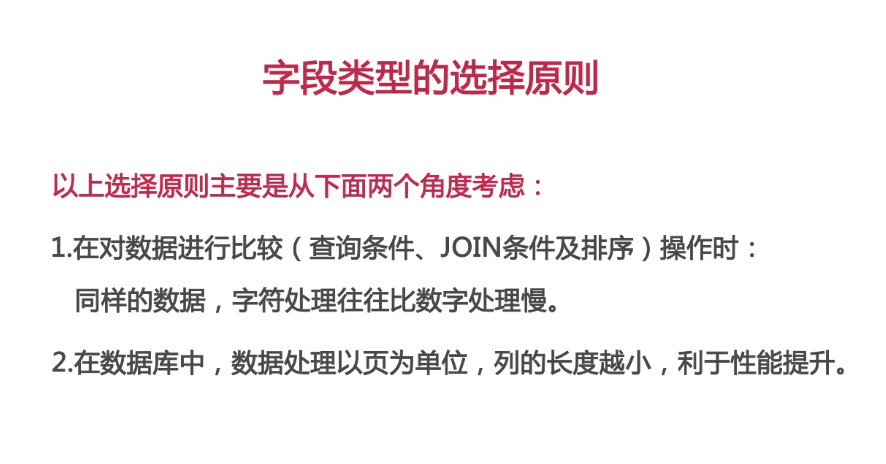 字段类型的选择原则
以上选择原则主要是从下面两个角度考虑：
1.在对数据进行比较（查询条件、JOIN条件及排序）操作时：
同样的数据，字符处理往往比数字处理慢。
2.在数据库中，数据处理以页为单位，列的长度越小，利于性能提升。